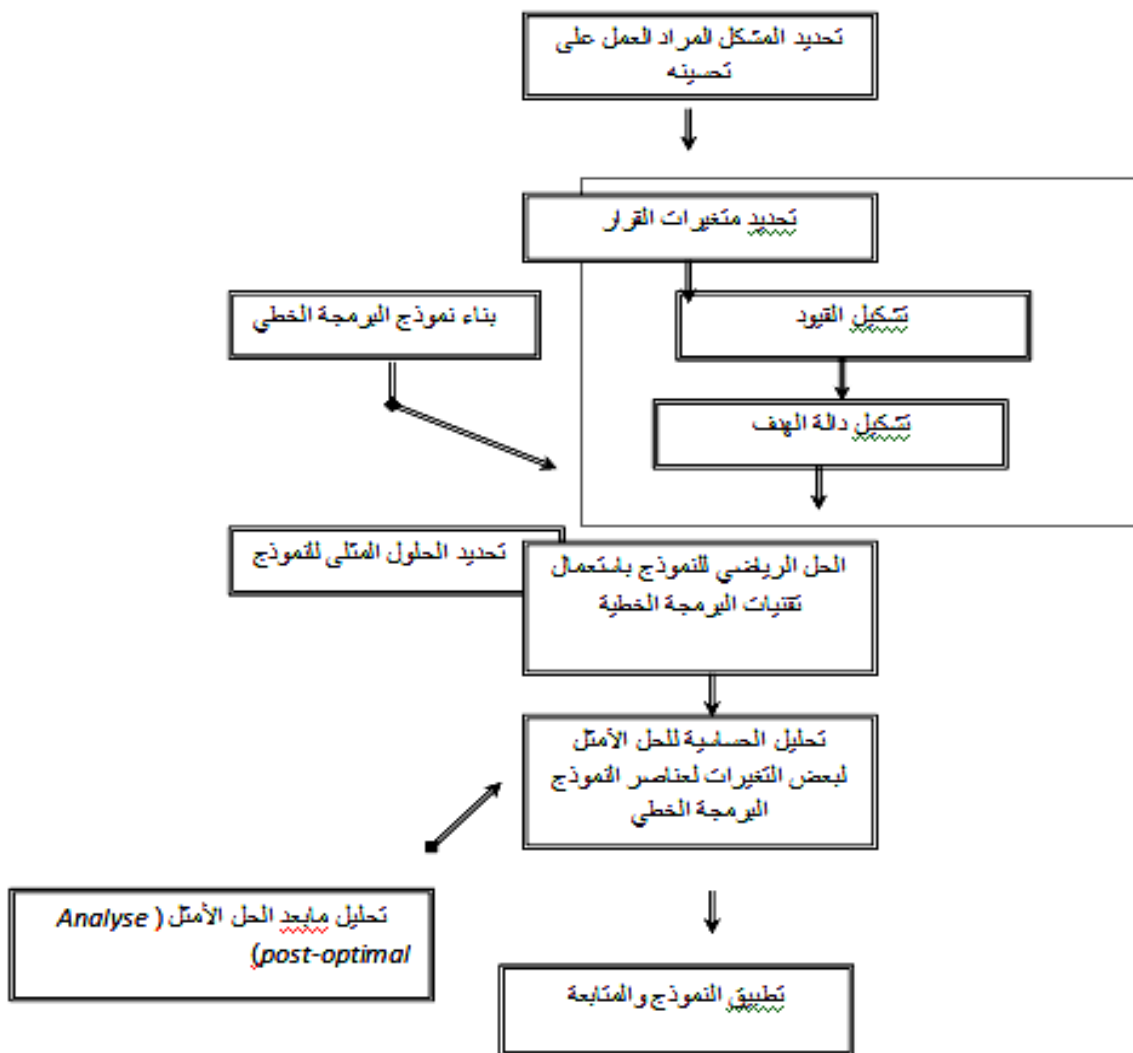 تحديد المشكل المراد العمل على
تحسينه
تحديد متغيرات القرار
بناء نموذج البرمجة الخطي
تشكيل القيود
تشكيل دالة الهدف
تحديد الحلول المثلى للنموذج
الحل الرياضي للنموذج باستعمال
تقنيات البرمجة الخطية
تحليل الحساسية للحل الأمثل
لبعض التغيرات لعناصر النموذج
البرمجة الخطي
تحليل مابعد الحل الأمثل ( Analyse
post-optimal)
تطبيق النموذج والمتابعة